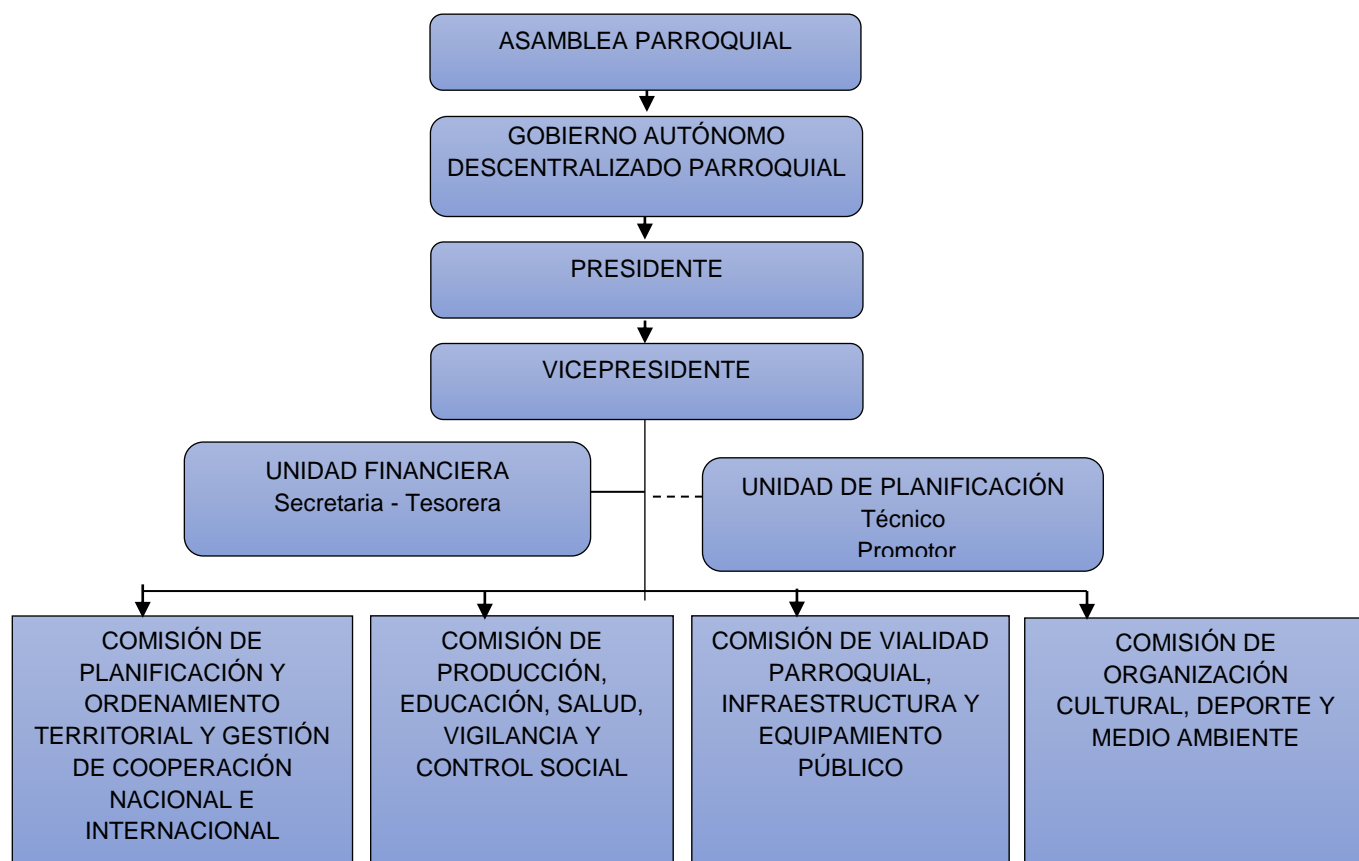 ASAMBLEA PARROQUIAL
GOBIERNO AUTÓNOMO
DESCENTRALIZADO PARROQUIAL
PRESIDENTE
VICEPRESIDENTE
UNIDAD FINANCIERA
Secretaria - Tesorera
UNIDAD DE PLANIFICACIÓN
Técnico
Promotor
COMISIÓN DE
PLANIFICACIÓN Y
ORDENAMIENTO
TERRITORIAL Y GESTIÓN
DE COOPERACIÓN
NACIONAL E
INTERNACIONAL
COMISIÓN DE
PRODUCCIÓN,
EDUCACIÓN, SALUD,
VIGILANCIA Y
CONTROL SOCIAL
COMISIÓN DE VIALIDAD
PARROQUIAL,
INFRAESTRUCTURA Y
EQUIPAMIENTO
PÚBLICO
COMISIÓN DE
ORGANIZACIÓN
CULTURAL, DEPORTE Y
MEDIO AMBIENTE